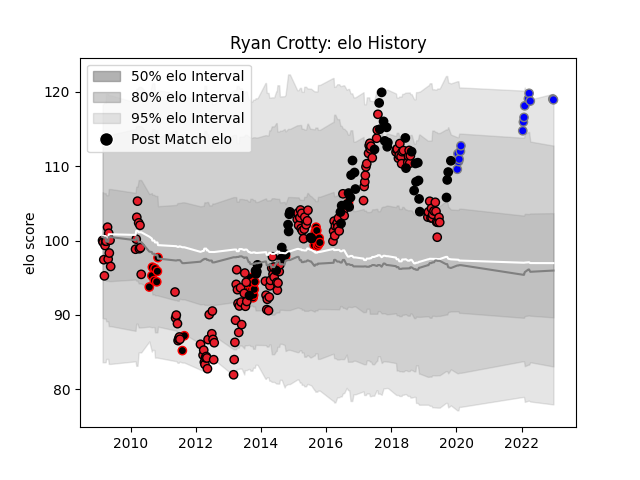 Ryan Crotty: elo History
50% elo Interval
80% elo Interval
95% elo Interval
Post Match elo
elo score
120
110
100
90
80
2010 2012 2014 2016 2018 2020 2022